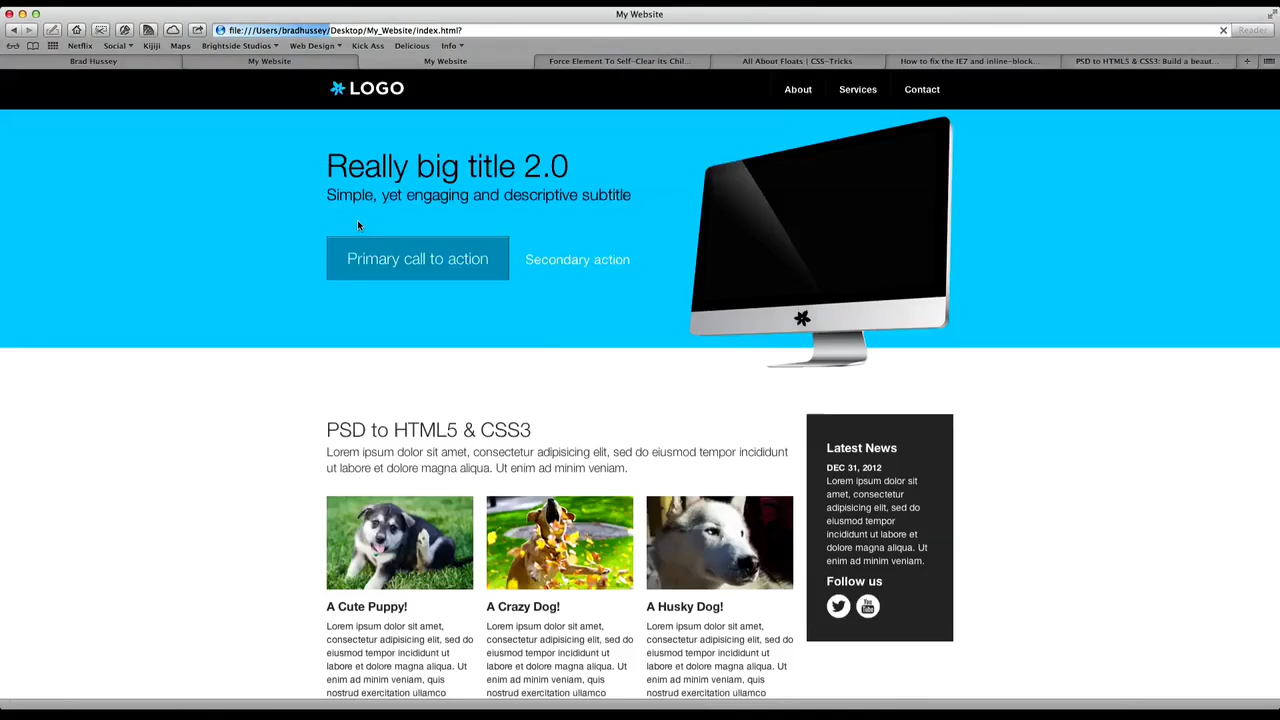 My Website
file:///Users/bradhussey/Desktop/My_Website/index.html?
Reader
Netflix Social Kijiji Maps Brightside Studios Web Design Kick Ass Delicious Info
Brad Hussey
My Website
My Website
Force Element To Self-Clear its Chil...
All About Floats | CSS-Tricks
How to fix the IE7 and inline-block...
PSD to HTML5 & CSS3: Build a beaut...
LOGO
About
Services
Contact
Really big title 2.0
Simple, yet engaging and descriptive subtitle
Primary call to action
Secondary action
PSD to HTML5 & CSS3
Lorem ipsum dolor sit amet, consectetur adipisicing elit, sed do eiusmod tempor incididunt
ut labore et dolore magna aliqua. Ut enim ad minim veniam.
A Cute Puppy!
Lorem ipsum dolor sit amet,
consectetur adipisicing elit, sed do
eiusmod tempor incididunt ut
labore et dolore magna aliqua. Ut
enim ad minim veniam, quis
nostrud exercitation ullamco
A Crazy Dog!
Lorem ipsum dolor sit amet,
consectetur adipisicing elit, sed do
eiusmod tempor incididunt ut
labore et dolore magna aliqua. Ut
enim ad minim veniam, quis
nostrud exercitation ullamco
A Husky Dog!
Lorem ipsum dolor sit amet,
consectetur adipisicing elit, sed do
eiusmod tempor incididunt ut
labore et dolore magna aliqua. Ut
enim ad minim veniam, quis
nostrud exercitation ullamco
Latest News
DEC 31, 2012
Lorem ipsum dolor sit
amet, consectetur
adipisicing elit, sed do
eiusmod tempor
incididunt ut labore et
dolore magna aliqua. Ut
enim ad minim veniam.
Follow us
You
Tube